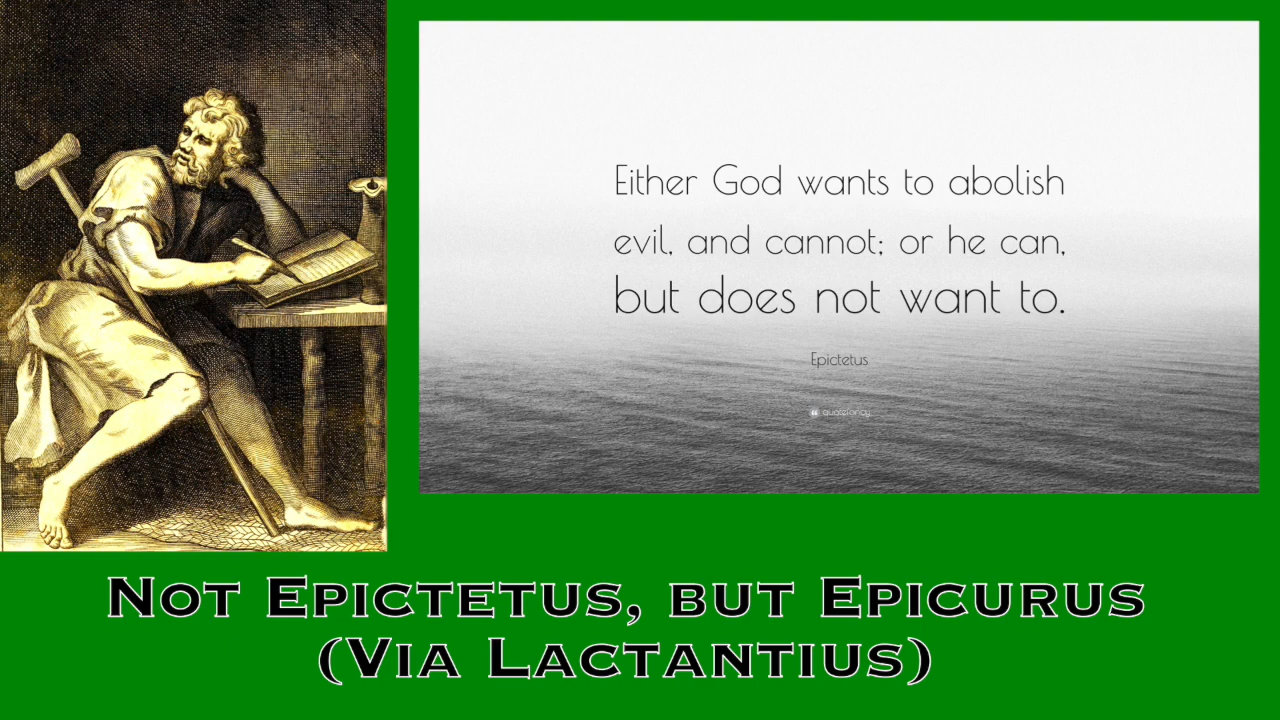 Either God wants to abolish
evil, and cannot; or he can,
but does not want to.
Epictetus
quotefancy
NOT EPICTETUS, BUT EPICURUS
(VIA LACTANTIUS)